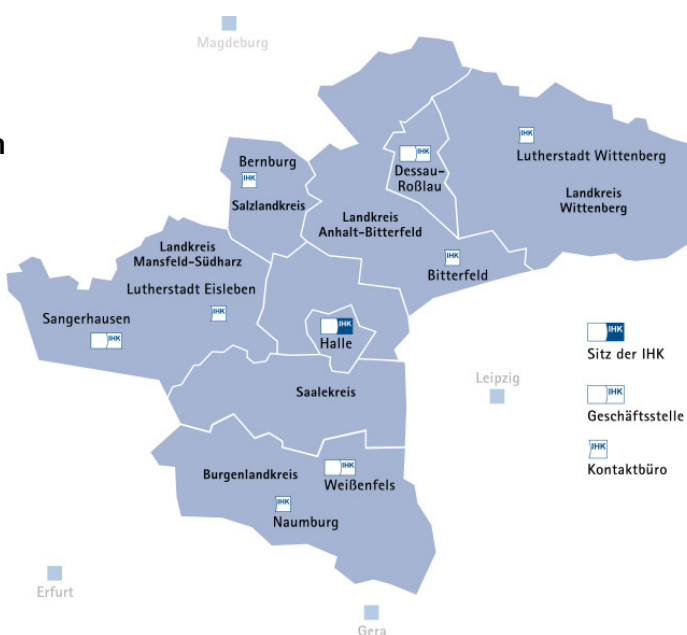 Magdeburg
n
IHK
Lutherstadt Wittenberg
IHK
Dessau-
Roßlau
Bernburg
IHK
Salzlandkreis
Landkreis
Wittenberg
Landkreis
Anhalt-Bitterfeld
Landkreis
Mansfeld-Südharz
IHK
Bitterfeld
Lutherstadt Eisleben
IHK
Sangerhausen
IHK
IHK
Halle
IHK
Sitz der IHK
Leipzig
Saalekreis
IHK
Geschäftsstelle
IHK
Kontaktbüro
Burgenlandkreis
IHK
Weißenfels
IHK
Naumburg
Erfurt
Gera